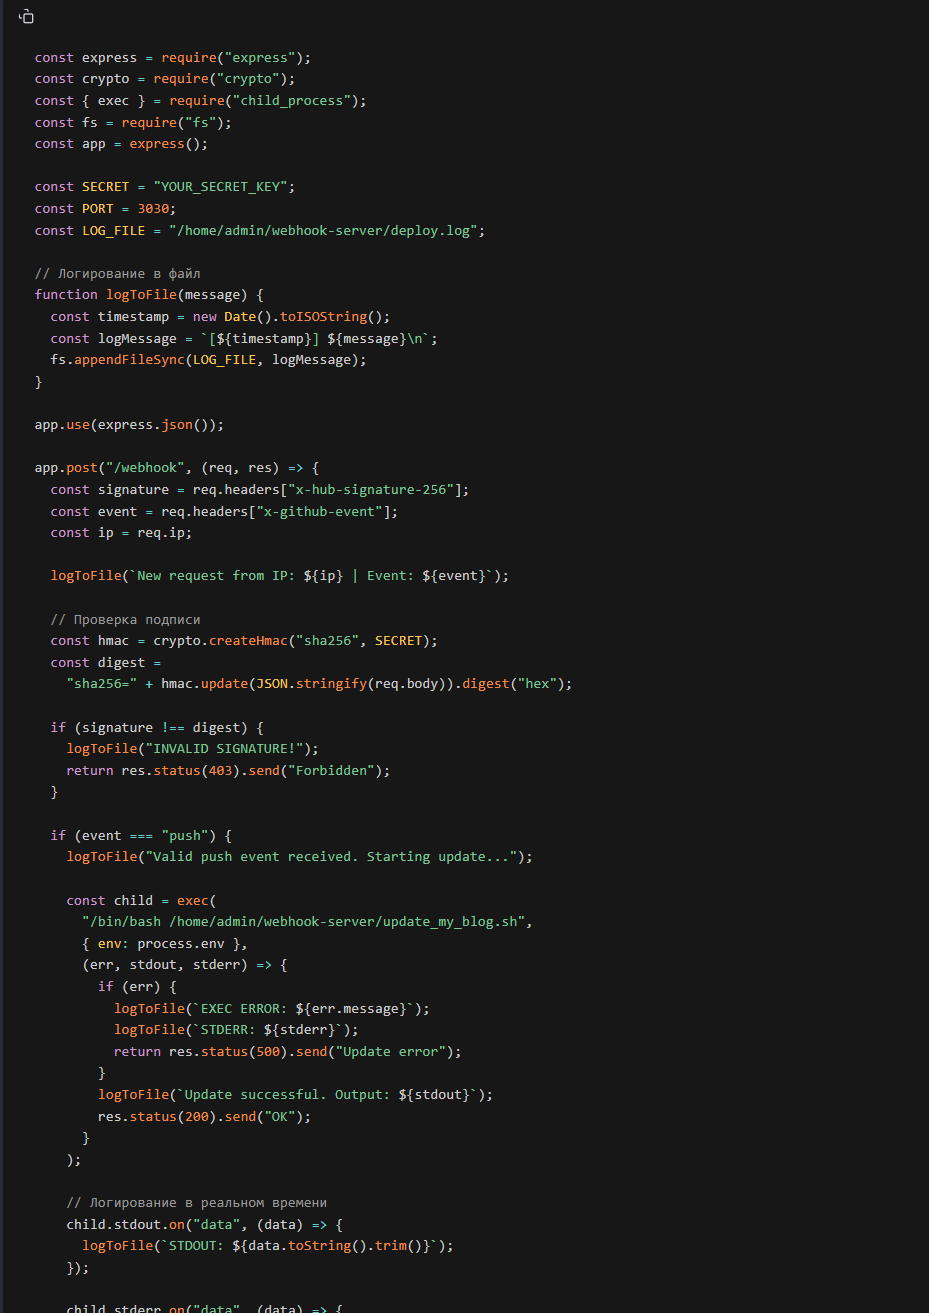 const express = require("express");
const crypto = require("crypto");
const { exec } = require("child_process");
const fs = require("fs");
const app = express();

const SECRET = "YOUR_SECRET_KEY";
const PORT = 3030;
const LOG_FILE = "/home/admin/webhook-server/deploy.log";

// Логирование в файл
function logToFile(message) {
  const timestamp = new Date().toISOString();
  const logMessage = `[${timestamp}] ${message}\n`;
  fs.appendFileSync(LOG_FILE, logMessage);
}

app.use(express.json());

app.post("/webhook", (req, res) => {
  const signature = req.headers["x-hub-signature-256"];
  const event = req.headers["x-github-event"];
  const ip = req.ip;

  logToFile(`New request from IP: ${ip} | Event: ${event}`);

  // Проверка подписи
  const hmac = crypto.createHmac("sha256", SECRET);
  const digest =
    "sha256=" + hmac.update(JSON.stringify(req.body)).digest("hex");

  if (signature !== digest) {
    logToFile("INVALID SIGNATURE!");
    return res.status(403).send("Forbidden");
  }

  if (event === "push") {
    logToFile("Valid push event received. Starting update...");

    const child = exec(
      "/bin/bash /home/admin/webhook-server/update_my_blog.sh",
      { env: process.env },
      (err, stdout, stderr) => {
        if (err) {
          logToFile(`EXEC ERROR: ${err.message}`);
          logToFile(`STDERR: ${stderr}`);
          return res.status(500).send("Update error");
        }
        logToFile(`Update successful. Output: ${stdout}`);
        res.status(200).send("OK");
      }
    );

    // Логирование в реальном времени
    child.stdout.on("data", (data) => {
      logToFile(`STDOUT: ${data.toString().trim()}`);
    });

    child.stderr.on("data", (data) => {